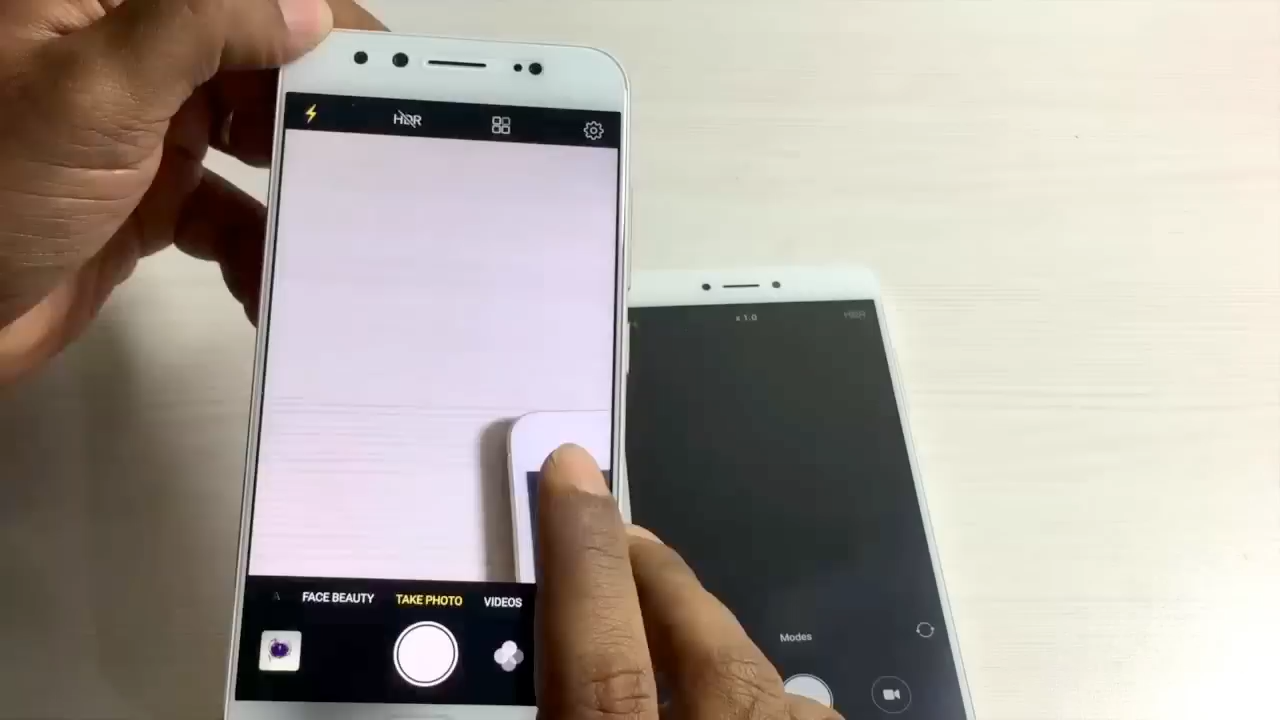 HDR
x 1.0
HDR
FACE BEAUTY
TAKE PHOTO
VIDEOS
Modes